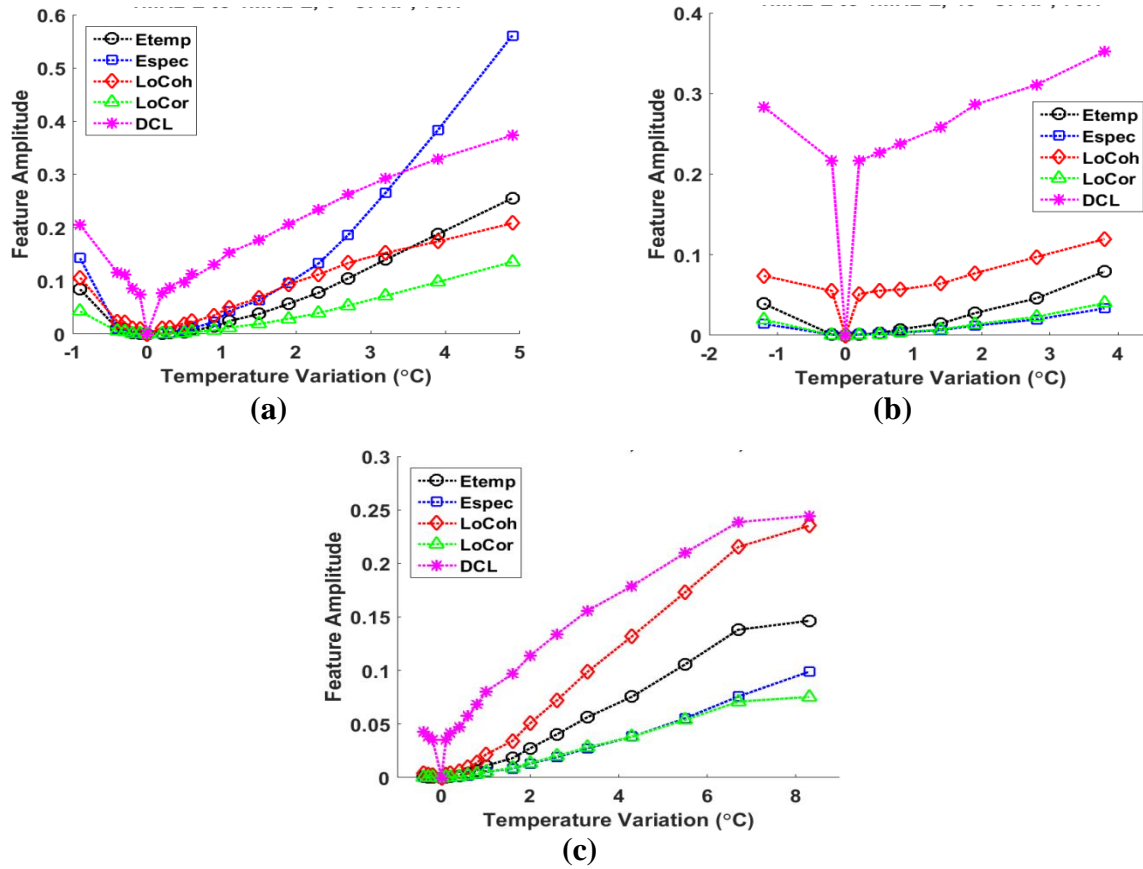 0.6
0.5
0.4
0.3
0.2
0.1
0
Feature Amplitude
Etemp
Espec
LoCoh
LoCor
DCL
-1
0
1
2
3
4
5
Temperature Variation (°C)
(a)
0.4
0.3
0.2
0.1
0
Feature Amplitude
Etemp
Espec
LoCoh
LoCor
DCL
-2
-1
0
1
2
3
4
Temperature Variation (°C)
(b)
0.3
0.25
0.2
0.15
0.1
0.05
0
Feature Amplitude
Etemp
Espec
LoCoh
LoCor
DCL
0
2
4
6
8
Temperature Variation (°C)
(c)